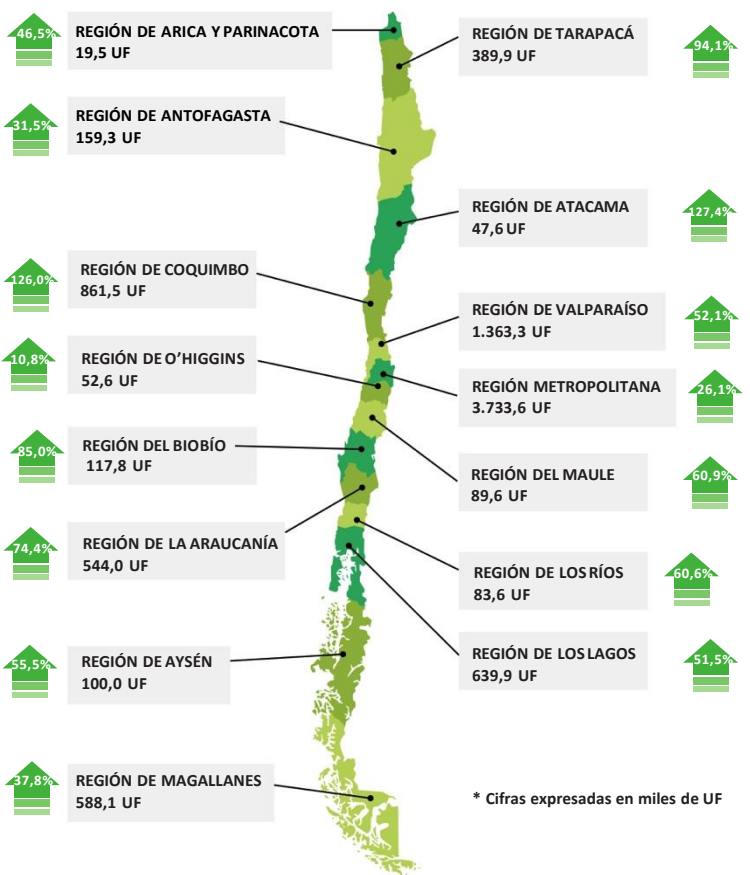 46,5%
REGIÓN DE ARICA Y PARINACOTA
19,5 UF
REGIÓN DE TARAPACÁ
389,9 UF
94,1%
31,5%
REGIÓN DE ANTOFAGASTA
159,3 UF
REGIÓN DE ATACAMA
47,6 UF
127,4%
126,0%
REGIÓN DE COQUIMBO
861,5 UF
REGIÓN DE VALPARAÍSO
1.363,3 UF
52,1%
10,8%
REGIÓN DE O’HIGGINS
52,6 UF
REGIÓN METROPOLITANA
3.733,6 UF
26,1%
85,0%
REGIÓN DEL BIOBÍO
117,8 UF
REGIÓN DEL MAULE
89,6 UF
60,9%
74,4%
REGIÓN DE LA ARAUCANÍA
544,0 UF
REGIÓN DE LOS RÍOS
83,6 UF
60,6%
55,5%
REGIÓN DE AYSÉN
100,0 UF
REGIÓN DE LOS LAGOS
639,9 UF
51,5%
37,8%
REGIÓN DE MAGALLANES
588,1 UF
* Cifras expresadas en miles de UF